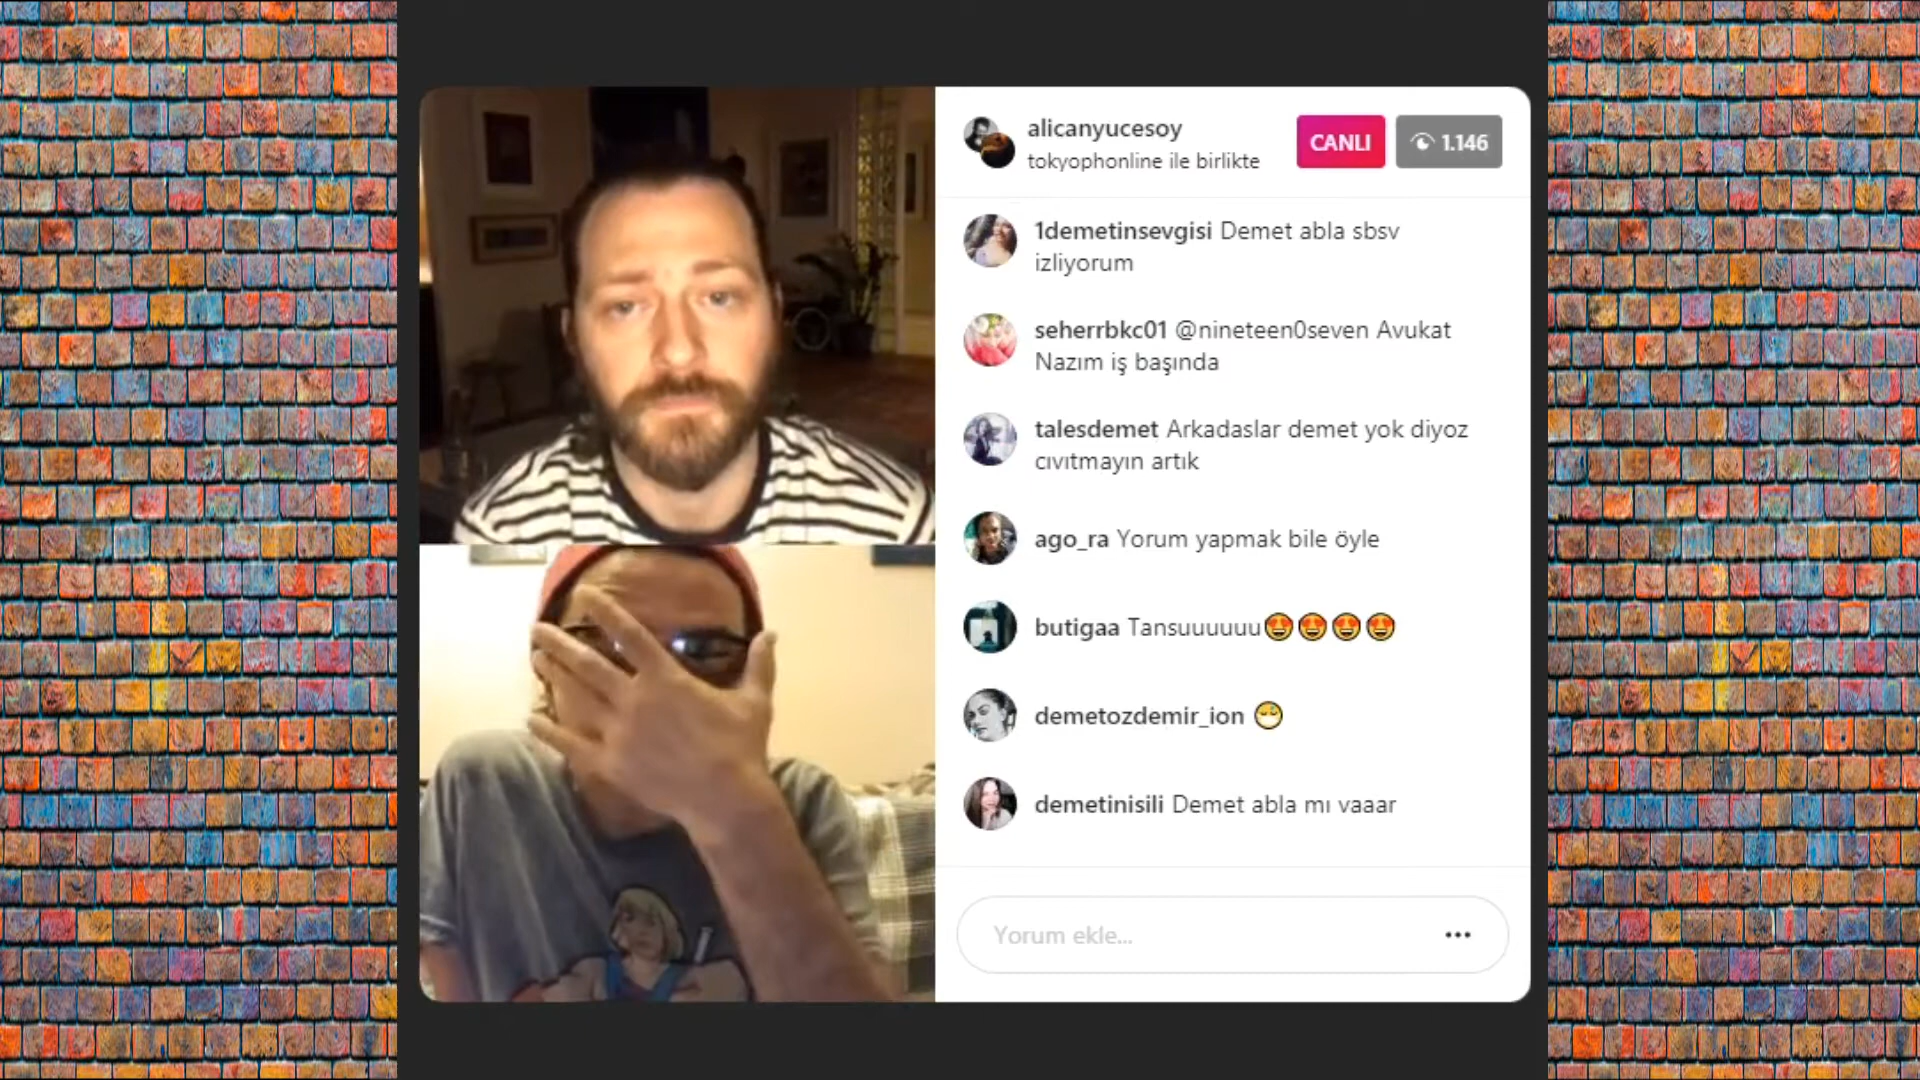 alicanyucesoy
tokyophonline ile birlikte
CANLI
1.146
1demetinsevgisi Demet abla sbsv
izliyorum
seherrbkc01 @nineteen0seven Avukat
Nazım iş başında
talesdemet Arkadaslar demet yok diyoz
cıvıtmayın artık
ago_ra Yorum yapmak bile öyle
butigaa Tansuuuuuu😍😍😍😍
demetozdemir_ion 😷
demetinisili Demet abla mı vaaar
Yorum ekle...